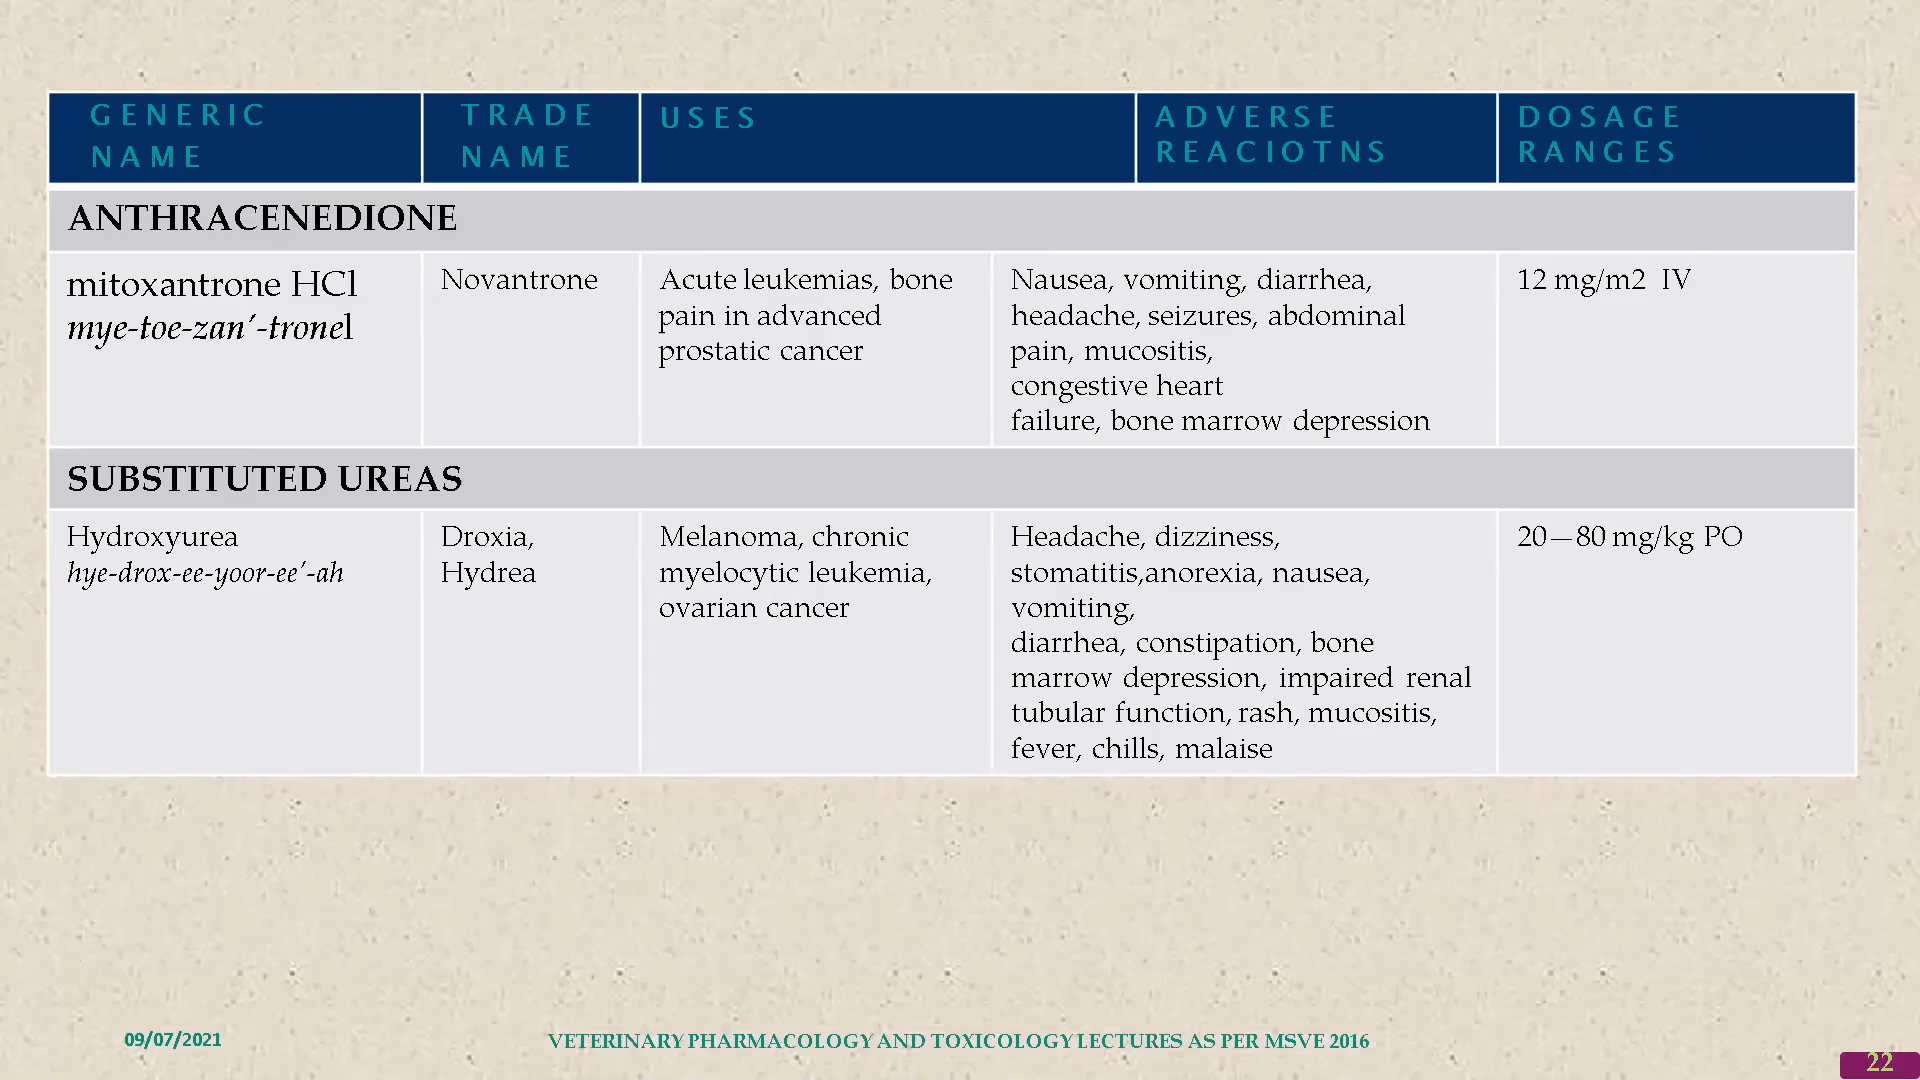 GENERIC NAME
TRADE NAME
USES
ADVERSE REACIOTNS
DOSAGE RANGES
ANTHRACENEDIONE
mitoxantrone HCl
mye-toe-zan’-tronel
Novantrone
Acute leukemias, bone
pain in advanced
prostatic cancer
Nausea, vomiting, diarrhea,
headache, seizures, abdominal
pain, mucositis,
congestive heart
failure, bone marrow depression
12 mg/m2 IV
SUBSTITUTED UREAS
Hydroxyurea
hye-drox-ee-yoor-ee’-ah
Droxia,
Hydrea
Melanoma, chronic
myelocytic leukemia,
ovarian cancer
Headache, dizziness,
stomatitis,anorexia, nausea,
vomiting,
diarrhea, constipation, bone
marrow depression, impaired renal
tubular function, rash, mucositis,
fever, chills, malaise
20—80 mg/kg PO
09/07/2021
VETERINARY PHARMACOLOGY AND TOXICOLOGY LECTURES AS PER MSVE 2016
22